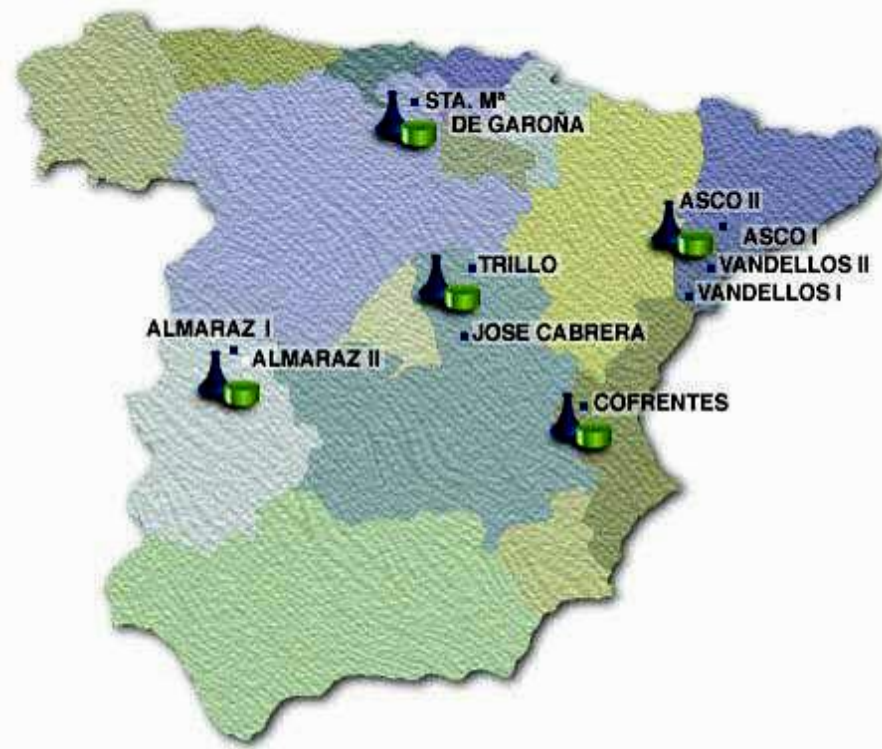 STA. Mª
DE GAROÑA
ASCO II
ASCO I
TRILLO
VANDELLOS II
VANDELLOS I
ALMARAZ I
JOSE CABRERA
ALMARAZ II
COFRENTES